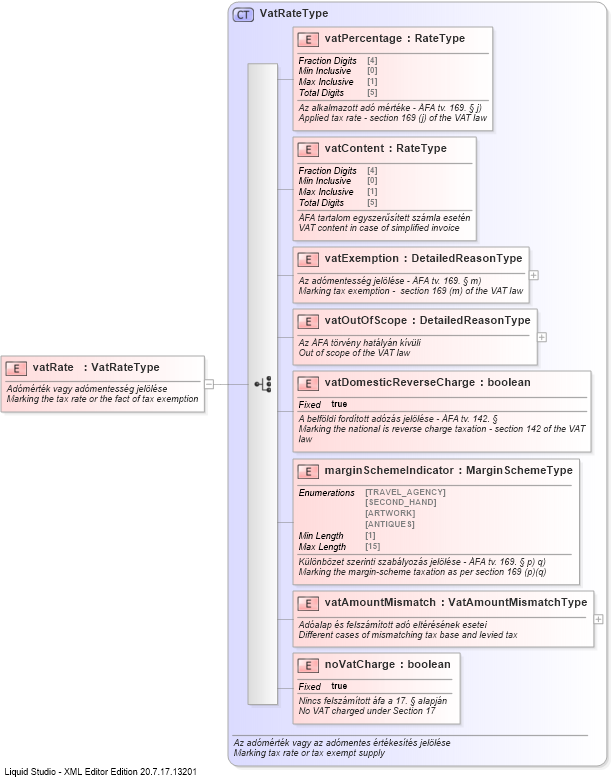 CT VatRateType
E vatPercentage : RateType
Fraction Digits [4]
Min Inclusive [0]
Max Inclusive [1]
Total Digits [5]
Az alkalmazott adó mértéke - ÁFA tv. 169. § j)
Applied tax rate - section 169 (j) of the VAT law
E vatContent : RateType
Fraction Digits [4]
Min Inclusive [0]
Max Inclusive [1]
Total Digits [5]
ÁFA tartalom egyszerűsített számla esetén
VAT content in case of simplified invoice
E vatExemption : DetailedReasonType
Az adómentesség jelölése - ÁFA tv. 169. § m)
Marking tax exemption - section 169 (m) of the VAT law
E vatOutOfScope : DetailedReasonType
Az ÁFA törvény hatályán kívüli
Out of scope of the VAT law
E vatRate : VatRateType
Adómérték vagy adómentesség jelölése
Marking the tax rate or the fact of tax exemption
E vatDomesticReverseCharge : boolean
Fixed true
A belföldi fordított adózás jelölése - ÁFA tv. 142. §
Marking the national is reverse charge taxation - section 142 of the VAT
law
E marginSchemeIndicator : MarginSchemeType
Enumerations [TRAVEL_AGENCY]
[SECOND_HAND]
[ARTWORK]
[ANTIQUES]
Min Length [1]
Max Length [15]
Különbözet szerinti szabályozás jelölése - ÁFA tv. 169. § p) q)
Marking the margin-scheme taxation as per section 169 (p)(q)
E vatAmountMismatch : VatAmountMismatchType
Adóalap és felszámított adó eltérésének esetei
Different cases of mismatching tax base and levied tax
E noVatCharge : boolean
Fixed true
Nincs felszámított áfa a 17. § alapján
No VAT charged under Section 17
Az adómérték vagy az adómentes értékesítés jelölése
Marking tax rate or tax exempt supply
Liquid Studio - XML Editor Edition 20.7.17.13201